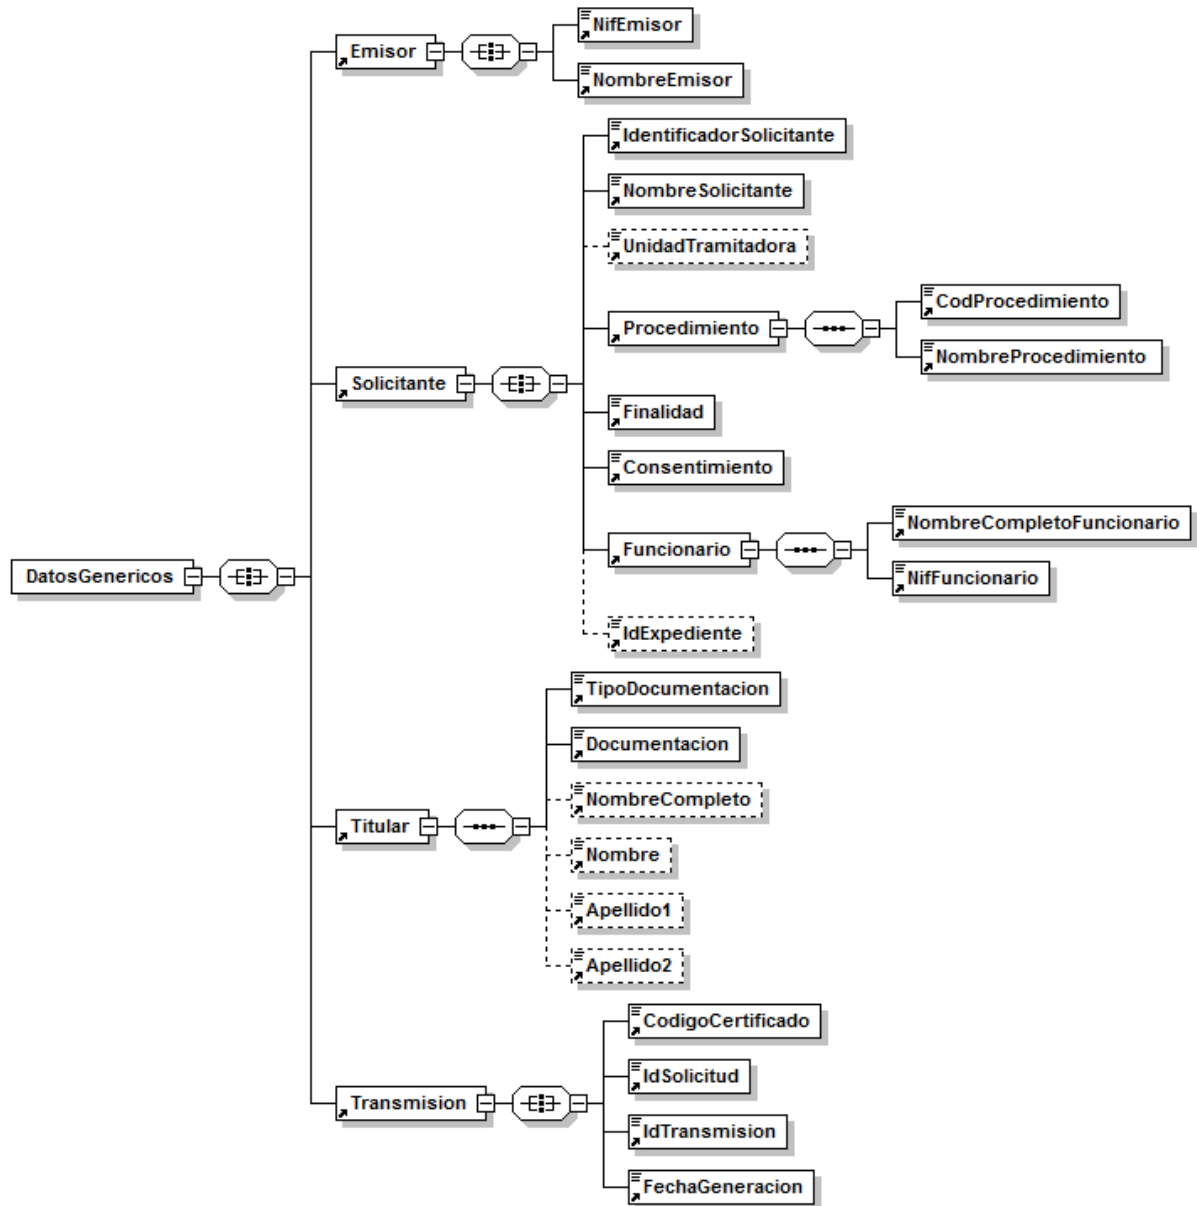 Emisor
NifEmisor
NombreEmisor
IdentificadorSolicitante
NombreSolicitante
UnidadTramitadora
Procedimiento
CodProcedimiento
NombreProcedimiento
Solicitante
Finalidad
Consentimiento
Funcionario
NombreCompletoFuncionario
NifFuncionario
DatosGenericos
IdExpediente
TipoDocumentacion
Documentacion
NombreCompleto
Titular
Nombre
Apellido1
Apellido2
CodigoCertificado
IdSolicitud
Transmision
IdTransmision
FechaGeneracion